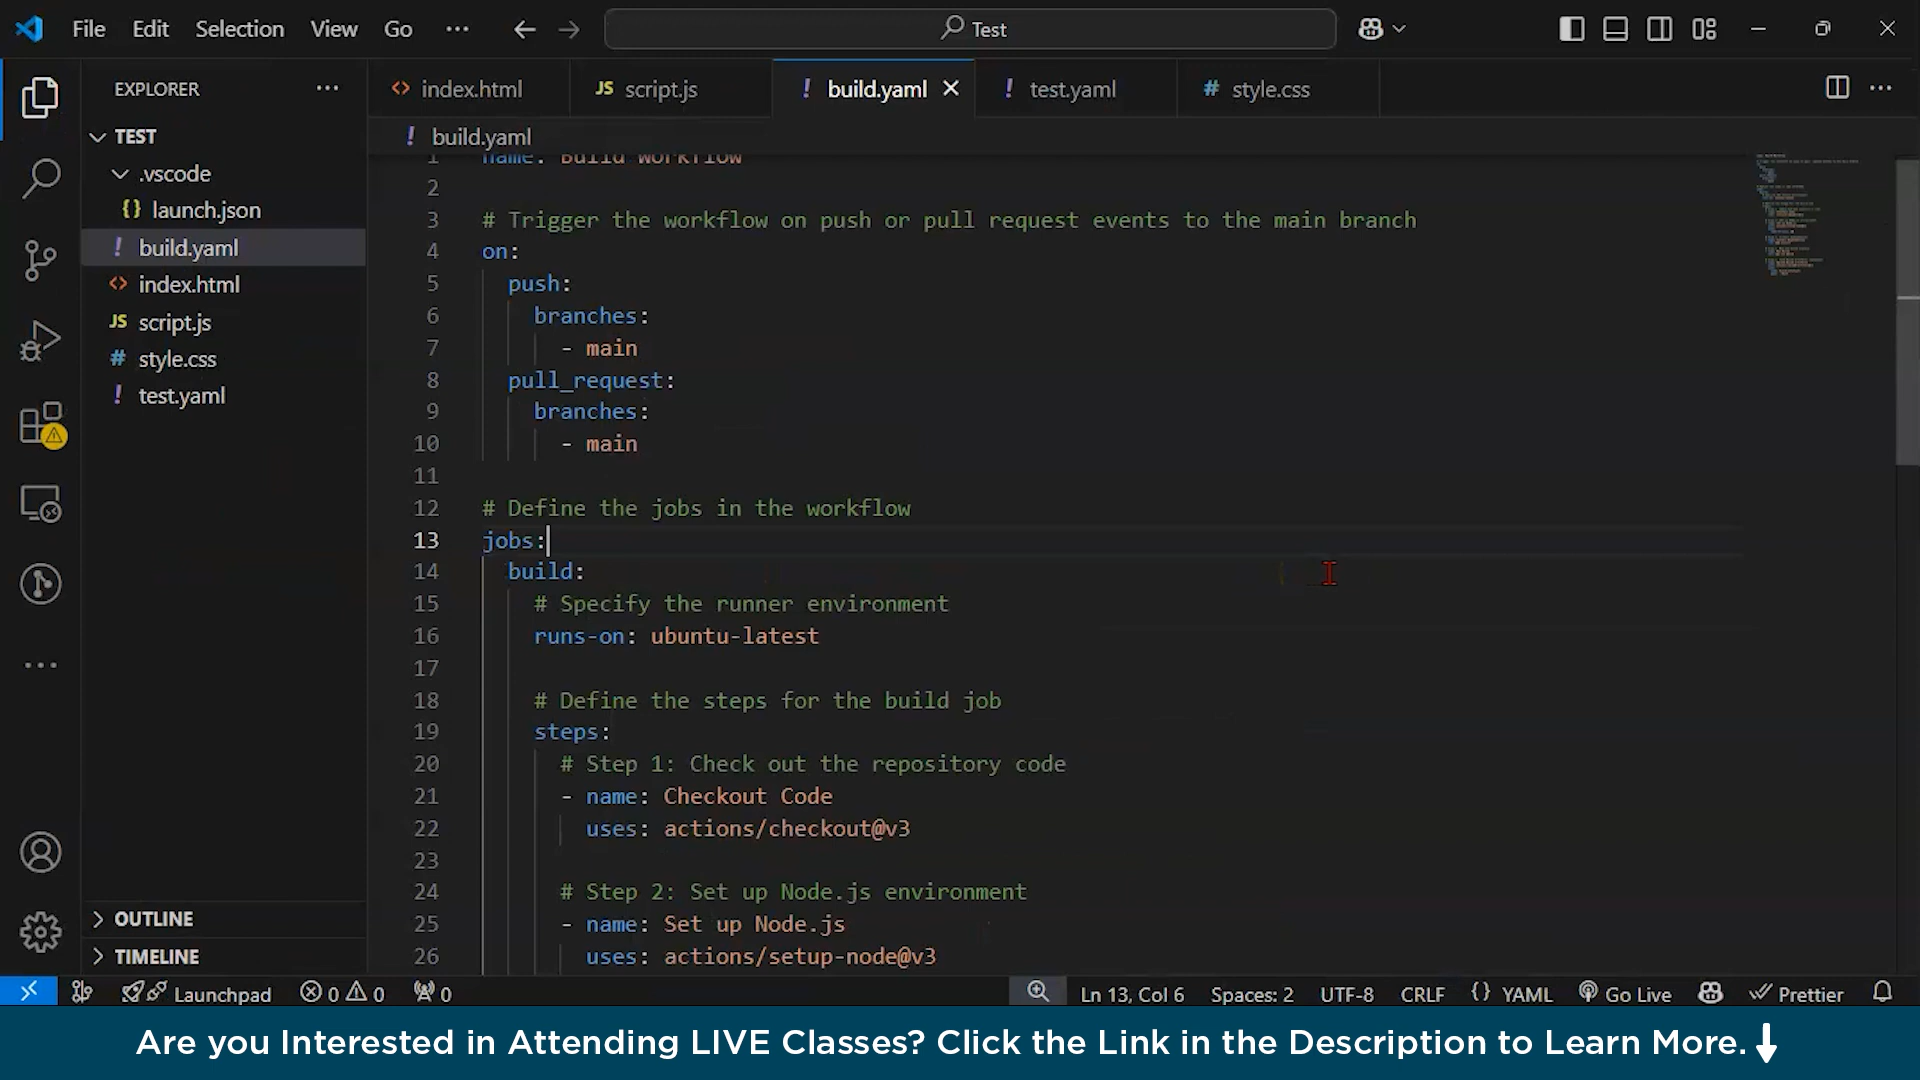 File Edit Selection View Go ··· Test
EXPLORER ···
index.html
script.js
build.yaml
test.yaml
style.css
TEST
.vscode
launch.json
build.yaml
index.html
script.js
style.css
test.yaml
OUTLINE
TIMELINE
build.yaml
1 name: Build Workflow
2
3 # Trigger the workflow on push or pull request events to the main branch
4 on:
5 push:
6 branches:
7 - main
8 pull_request:
9 branches:
10 - main
11
12 # Define the jobs in the workflow
13 jobs:
14 build:
15 # Specify the runner environment
16 runs-on: ubuntu-latest
17
18 # Define the steps for the build job
19 steps:
20 # Step 1: Check out the repository code
21 - name: Checkout Code
22 uses: actions/checkout@v3
23
24 # Step 2: Set up Node.js environment
25 - name: Set up Node.js
26 uses: actions/setup-node@v3
Launchpad 0 0 0 Ln 13, Col 6 Spaces: 2 UTF-8 CRLF {} YAML Go Live Prettier
Are you Interested in Attending LIVE Classes? Click the Link in the Description to Learn More.